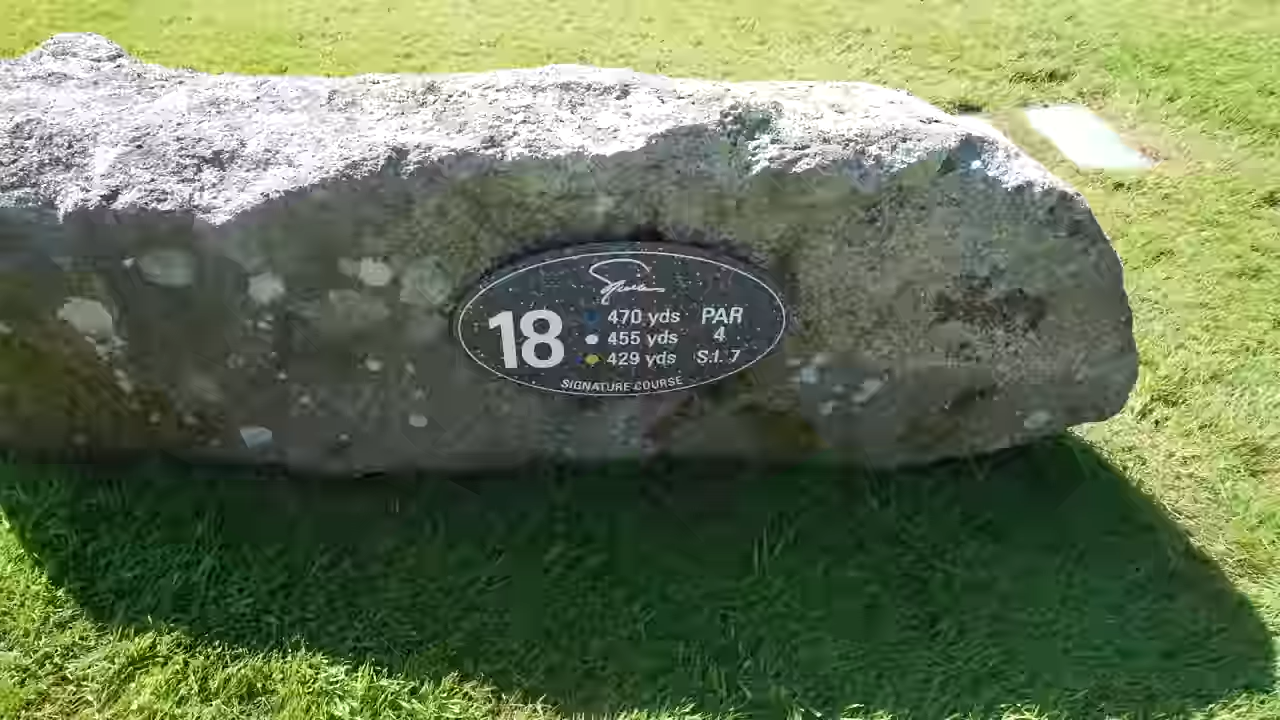 18
470 yds
455 yds
429 yds
PAR
4
S.I. 7
SIGNATURE COURSE